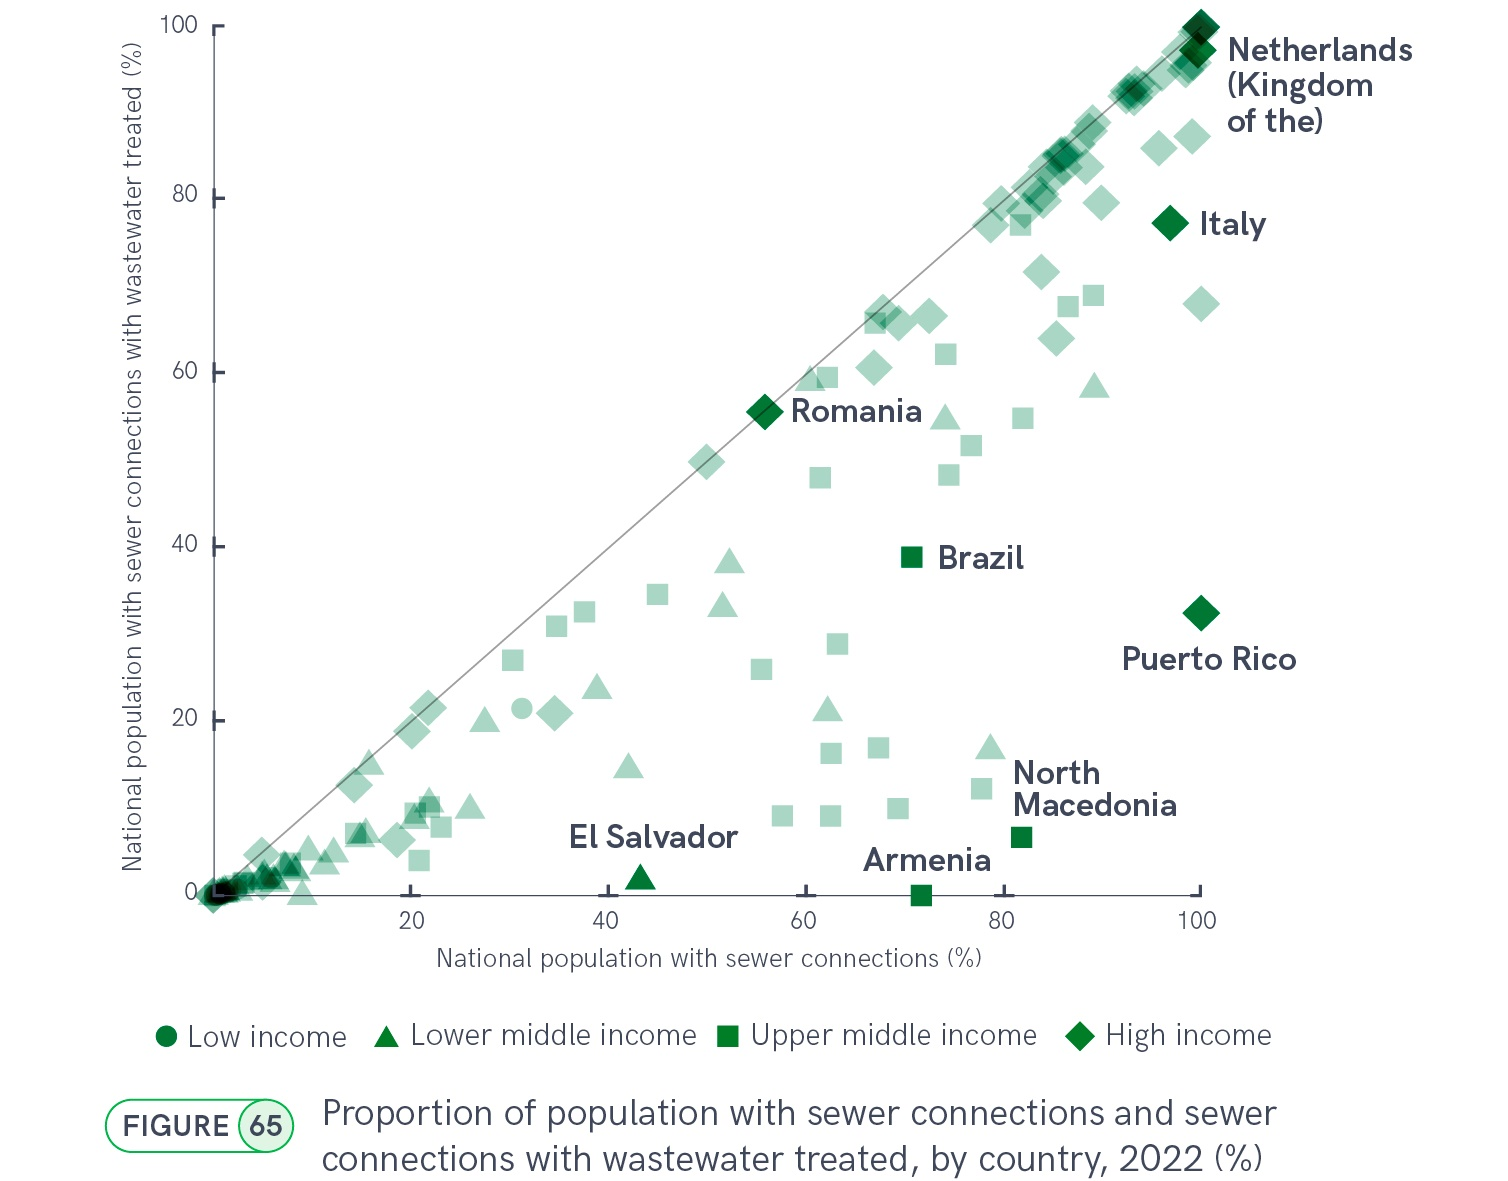 100
80
60
40
20
0
National population with sewer connections with wastewater treated (%)
Netherlands
(Kingdom
of the)
Italy
Romania
Brazil
Puerto Rico
North
Macedonia
El Salvador
Armenia
20
40
60
80
100
National population with sewer connections (%)
Low income
Lower middle income
Upper middle income
High income
FIGURE 65
Proportion of population with sewer connections and sewer
connections with wastewater treated, by country, 2022 (%)